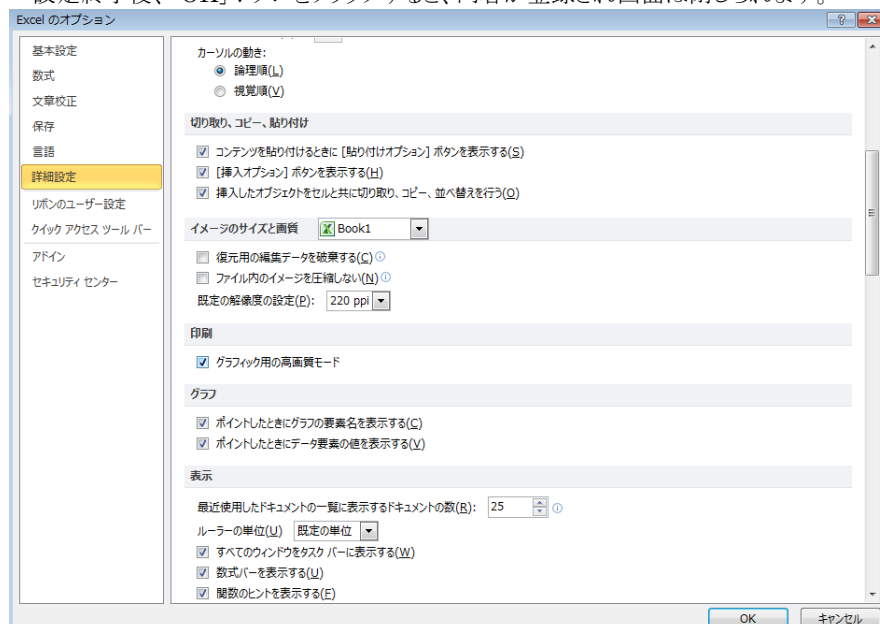 Excel のオプション
基本設定
数式
文章校正
保存
言語
詳細設定
リボンのユーザー設定
クイック アクセス ツール バー
アドイン
セキュリティ センター
カーソルの動き:
論理順(L)
視覚順(V)
切り取り、コピー、貼り付け
コンテンツを貼り付けるときに [貼り付けオプション] ボタンを表示する(S)
[挿入オプション] ボタンを表示する(H)
挿入したオブジェクトをセルと共に切り取り、コピー、並べ替えを行う(O)
イメージのサイズと画質 Book1
復元用の編集データを破棄する(C)
ファイル内のイメージを圧縮しない(N)
既定の解像度の設定(P): 220 ppi
印刷
グラフィック用の高画質モード
グラフ
ポイントしたときにグラフの要素名を表示する(C)
ポイントしたときにデータ要素の値を表示する(V)
表示
最近使用したドキュメントの一覧に表示するドキュメントの数(R): 25
ルーラーの単位(U) 既定の単位
すべてのウィンドウをタスク バーに表示する(W)
数式バーを表示する(U)
関数のヒントを表示する(F)
OK キャンセル